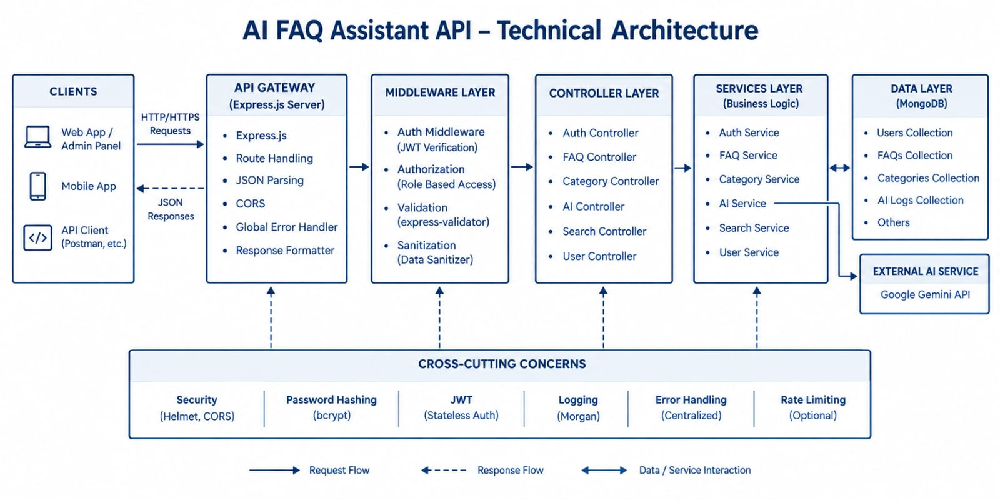 AI FAQ Assistant API – Technical Architecture
CLIENTS
Web App /
Admin Panel
Mobile App
</>
API Client
(Postman, etc.)
HTTP/HTTPS
Requests
JSON
Responses
API GATEWAY
(Express.js Server)
• Express.js
• Route Handling
• JSON Parsing
• CORS
• Global Error Handler
• Response Formatter
MIDDLEWARE LAYER
• Auth Middleware
(JWT Verification)
• Authorization
(Role Based Access)
• Validation
(express-validator)
• Sanitization
(Data Sanitizer)
CONTROLLER LAYER
• Auth Controller
• FAQ Controller
• Category Controller
• AI Controller
• Search Controller
• User Controller
SERVICES LAYER
(Business Logic)
• Auth Service
• FAQ Service
• Category Service
• AI Service
• Search Service
• User Service
DATA LAYER
(MongoDB)
• Users Collection
• FAQs Collection
• Categories Collection
• AI Logs Collection
• Others
EXTERNAL AI SERVICE
Google Gemini API
CROSS-CUTTING CONCERNS
Security
(Helmet, CORS)
Password Hashing
(bcrypt)
JWT
(Stateless Auth)
Logging
(Morgan)
Error Handling
(Centralized)
Rate Limiting
(Optional)
Request Flow
Response Flow
Data / Service Interaction